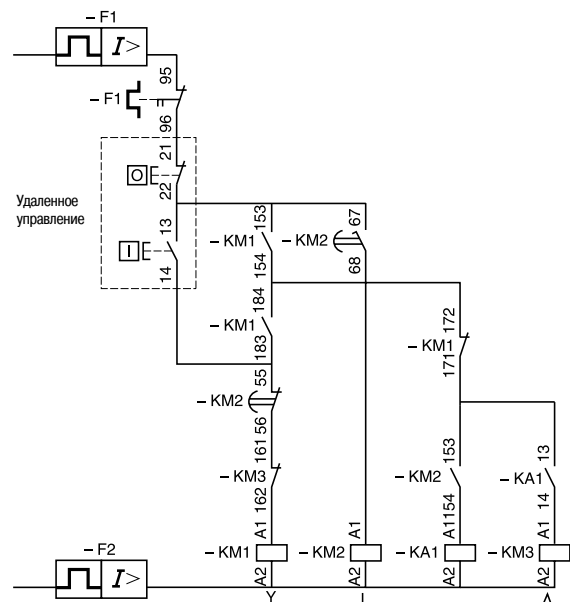 – F1
I >
95
– F1
96
21
O
22
Удаленное
управление
13
I
14
153
– KM1
154
67
– KM2
68
184
– KM1
183
172
– KM1
171
55
– KM2
56
161
– KM3
162
153
– KM2
154
13
– KA1
14
A1
– KM1
A2
A1
– KM2
A2
A1
– KA1
A2
A1
– KM3
A2
– F2
I >
Y
L
Δ